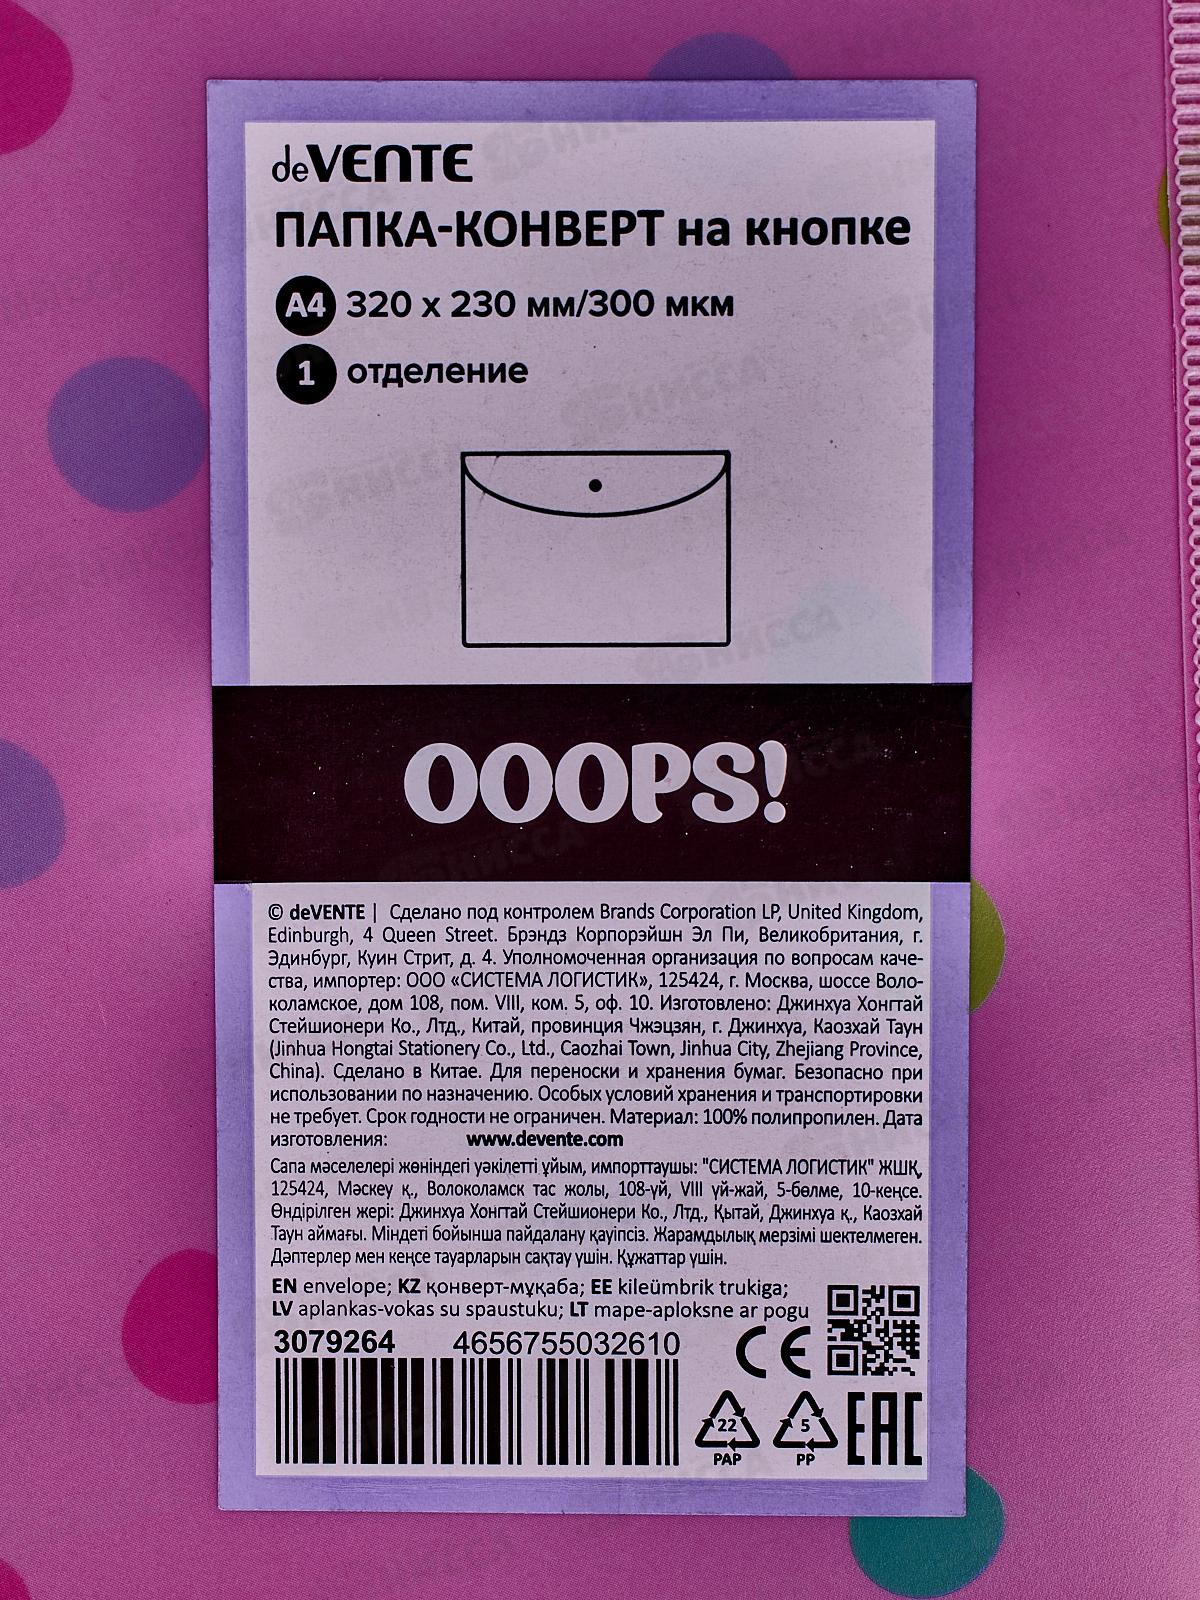 deVENTE
ПАПКА-КОНВЕРТ на кнопке
A4 320 x 230 мм/300 мкм
1 отделение
OOOPS!
© deVENTE | Сделано под контролем Brands Corporation LP, United Kingdom,
Edinburgh, 4 Queen Street. Брэндз Корпорэйшн Эл Пи, Великобритания, г.
Эдинбург, Куин Стрит, д. 4. Уполномоченная организация по вопросам каче-
ства, импортер: ООО «СИСТЕМА ЛОГИСТИК», 125424, г. Москва, шоссе Воло-
коламское, дом 108, пом. VIII, ком. 5, оф. 10. Изготовлено: Джинхуа Хонгтай
Стейшионери Ко., Лтд., Китай, провинция Чжэцзян, г. Джинхуа, Каозхай Таун
(Jinhua Hongtai Stationery Co., Ltd., Caozhai Town, Jinhua City, Zhejiang Province,
China). Сделано в Китае. Для переноски и хранения бумаг. Безопасно при
использовании по назначению. Особых условий хранения и транспортировки
не требует. Срок годности не ограничен. Материал: 100% полипропилен. Дата
изготовления: www.devente.com
Сапа мәселелері жөніндегі уәкілетті ұйым, импорттаушы: "СИСТЕМА ЛОГИСТИК" ЖШҚ,
125424, Мәскеу қ., Волоколамск тас жолы, 108-үй, VIII үй-жай, 5-бөлме, 10-кеңсе.
Өндірілген жері: Джинхуа Хонгтай Стейшионери Ко., Лтд., Қытай, Джинхуа қ., Каозхай
Таун аймағы. Міндеті бойынша пайдалану қауіпсіз. Жарамдылық мерзімі шектелмеген.
Дәптерлер мен кеңсе тауарларын сақтау үшін. Құжаттар үшін.
EN envelope; KZ қонверт-мұқаба; EE kileümbrik trukiga;
LV aplankas-vokas su spaustuku; LT mape-aploksne ar pogu
3079264 4656755032610
CE
22 5
PAP PP
EAC